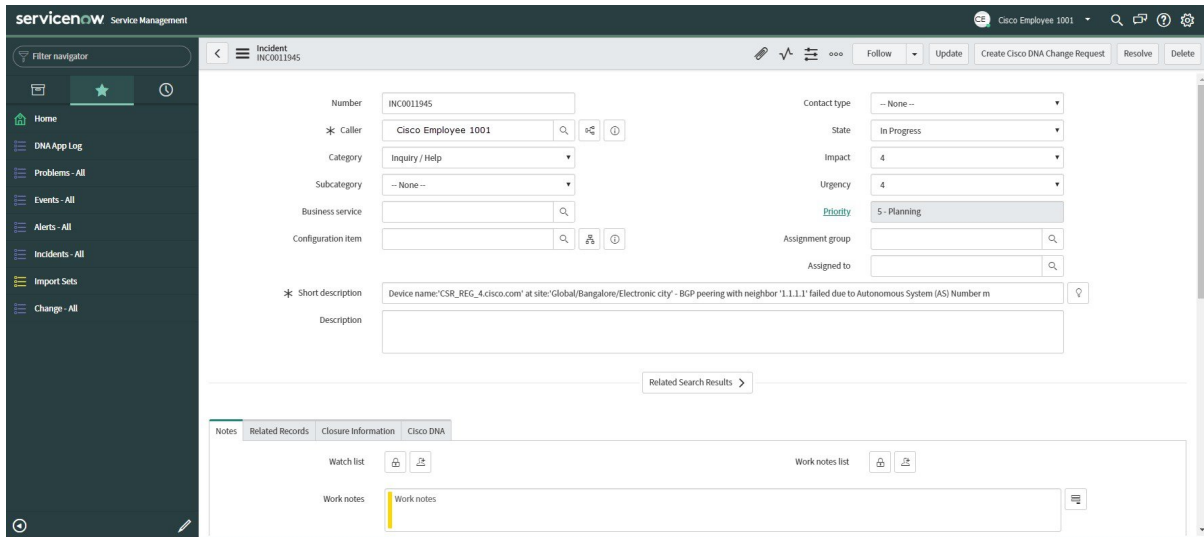 servicenow Service Management
CE Cisco Employee 1001
Filter navigator
Home
DNA App Log
Problems - All
Events - All
Alerts - All
Incidents - All
Import Sets
Change - All
Incident
INC0011945
Follow
Update
Create Cisco DNA Change Request
Resolve
Delete
Number INC0011945
Caller Cisco Employee 1001
Category Inquiry / Help
Subcategory -- None --
Business service
Configuration item
Contact type -- None --
State In Progress
Impact 4
Urgency 4
Priority 5 - Planning
Assignment group
Assigned to
Short description Device name:'CSR_REG_4.cisco.com' at site:'Global/Bangalore/Electronic city' - BGP peering with neighbor '1.1.1.1' failed due to Autonomous System (AS) Number m
Description
Related Search Results
Notes Related Records Closure Information Cisco DNA
Watch list
Work notes list
Work notes Work notes